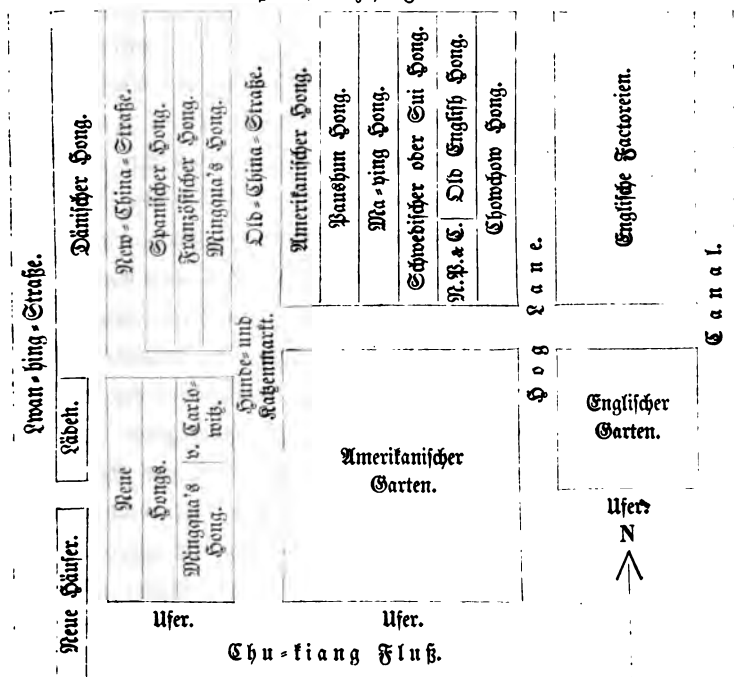 Lwan-hing-Straße.
Dänischer Hong.
New-China-Straße.
Spanischer Hong.
Französischer Hong.
Mingqua's Hong.
Old-China-Straße.
Amerikanischer Hong.
Paushun Hong.
Ma-ying Hong.
Schwedischer oder Sui Hong.
N.P.&C.
Old English Hong.
Chowchow Hong.
Hog Lane.
Englische Factoreien.
Canal.
Läden.
Neue Häuser.
Neue
Hongs.
Mingqua's
Hong.
v. Carlo-
witz.
Hunde- und
Katzenmarkt.
Amerikanischer
Garten.
Englischer
Garten.
Ufer.
N
Ufer.
Ufer.
Chu-kiang Fluß.